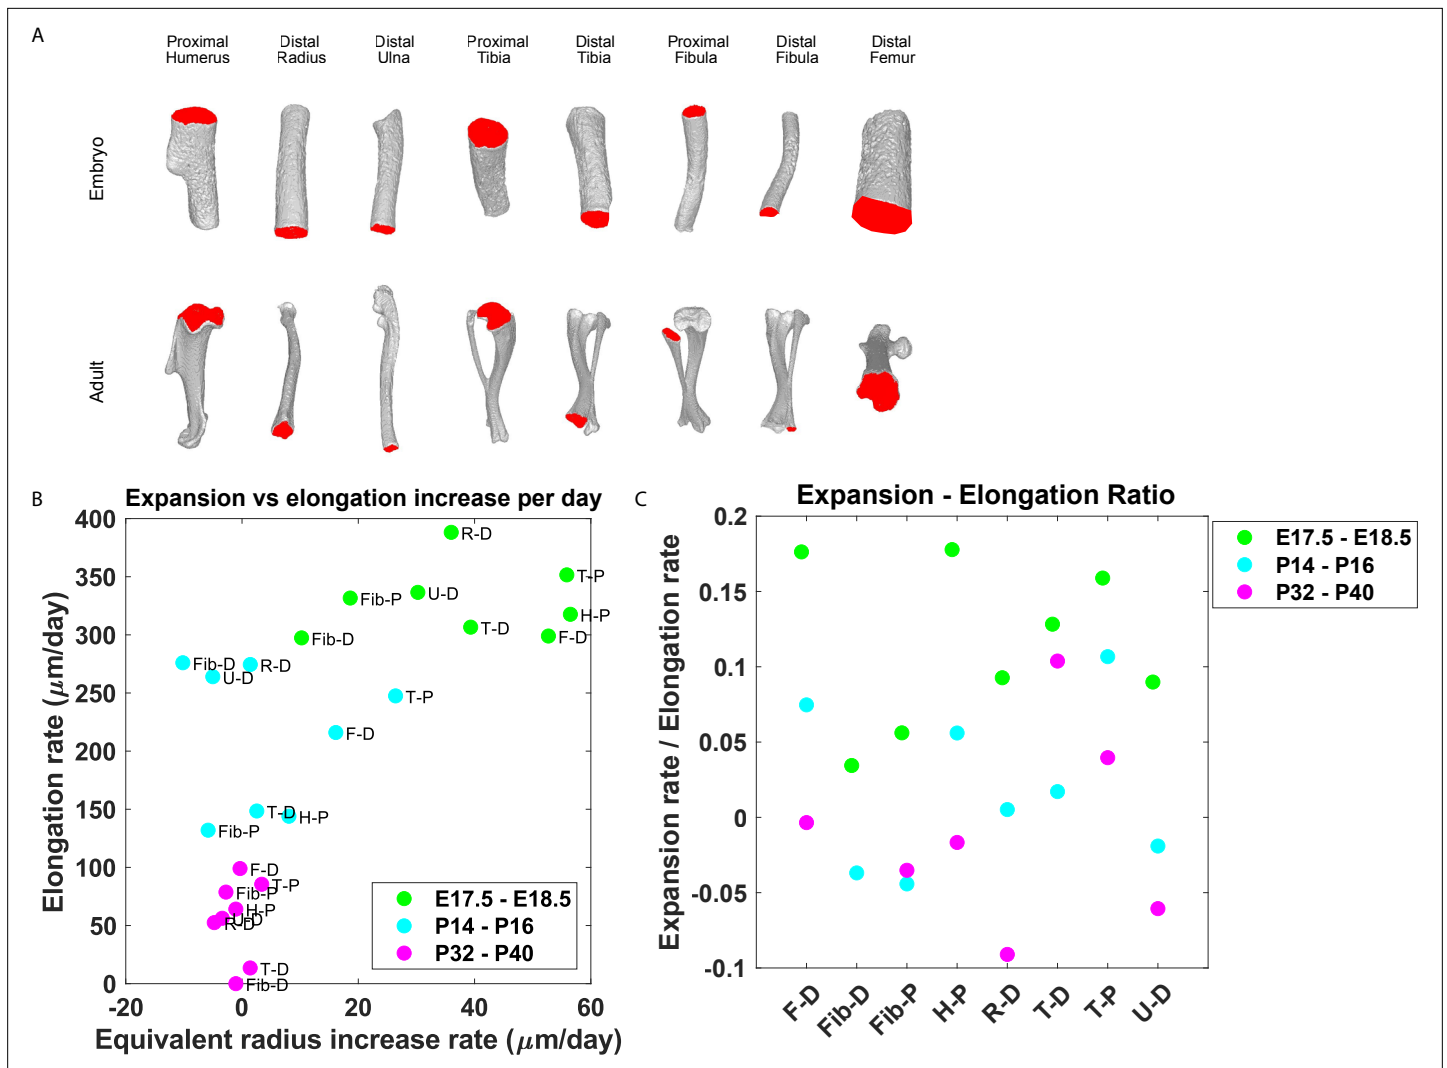 A
Proximal Humerus
Distal Radius
Distal Ulna
Proximal Tibia
Distal Tibia
Proximal Fibula
Distal Fibula
Distal Femur
Embryo
Adult
B
Expansion vs elongation increase per day
Elongation rate (μm/day)
400
350
300
250
200
150
100
50
0
-20
0
20
40
60
Equivalent radius increase rate (μm/day)
R-D
T-P
Fib-P
U-D
H-P
T-D
F-D
Fib-D
Fib-D
R-D
U-D
T-P
F-D
T-D
H-P
Fib-P
F-D
T-P
Fib-P
H-P
U-D
R-D
T-D
Fib-D
E17.5 - E18.5
P14 - P16
P32 - P40
C
Expansion - Elongation Ratio
Expansion rate / Elongation rate
0.2
0.15
0.1
0.05
0
-0.05
-0.1
F-D
Fib-D
Fib-P
H-P
R-D
T-D
T-P
U-D
E17.5 - E18.5
P14 - P16
P32 - P40